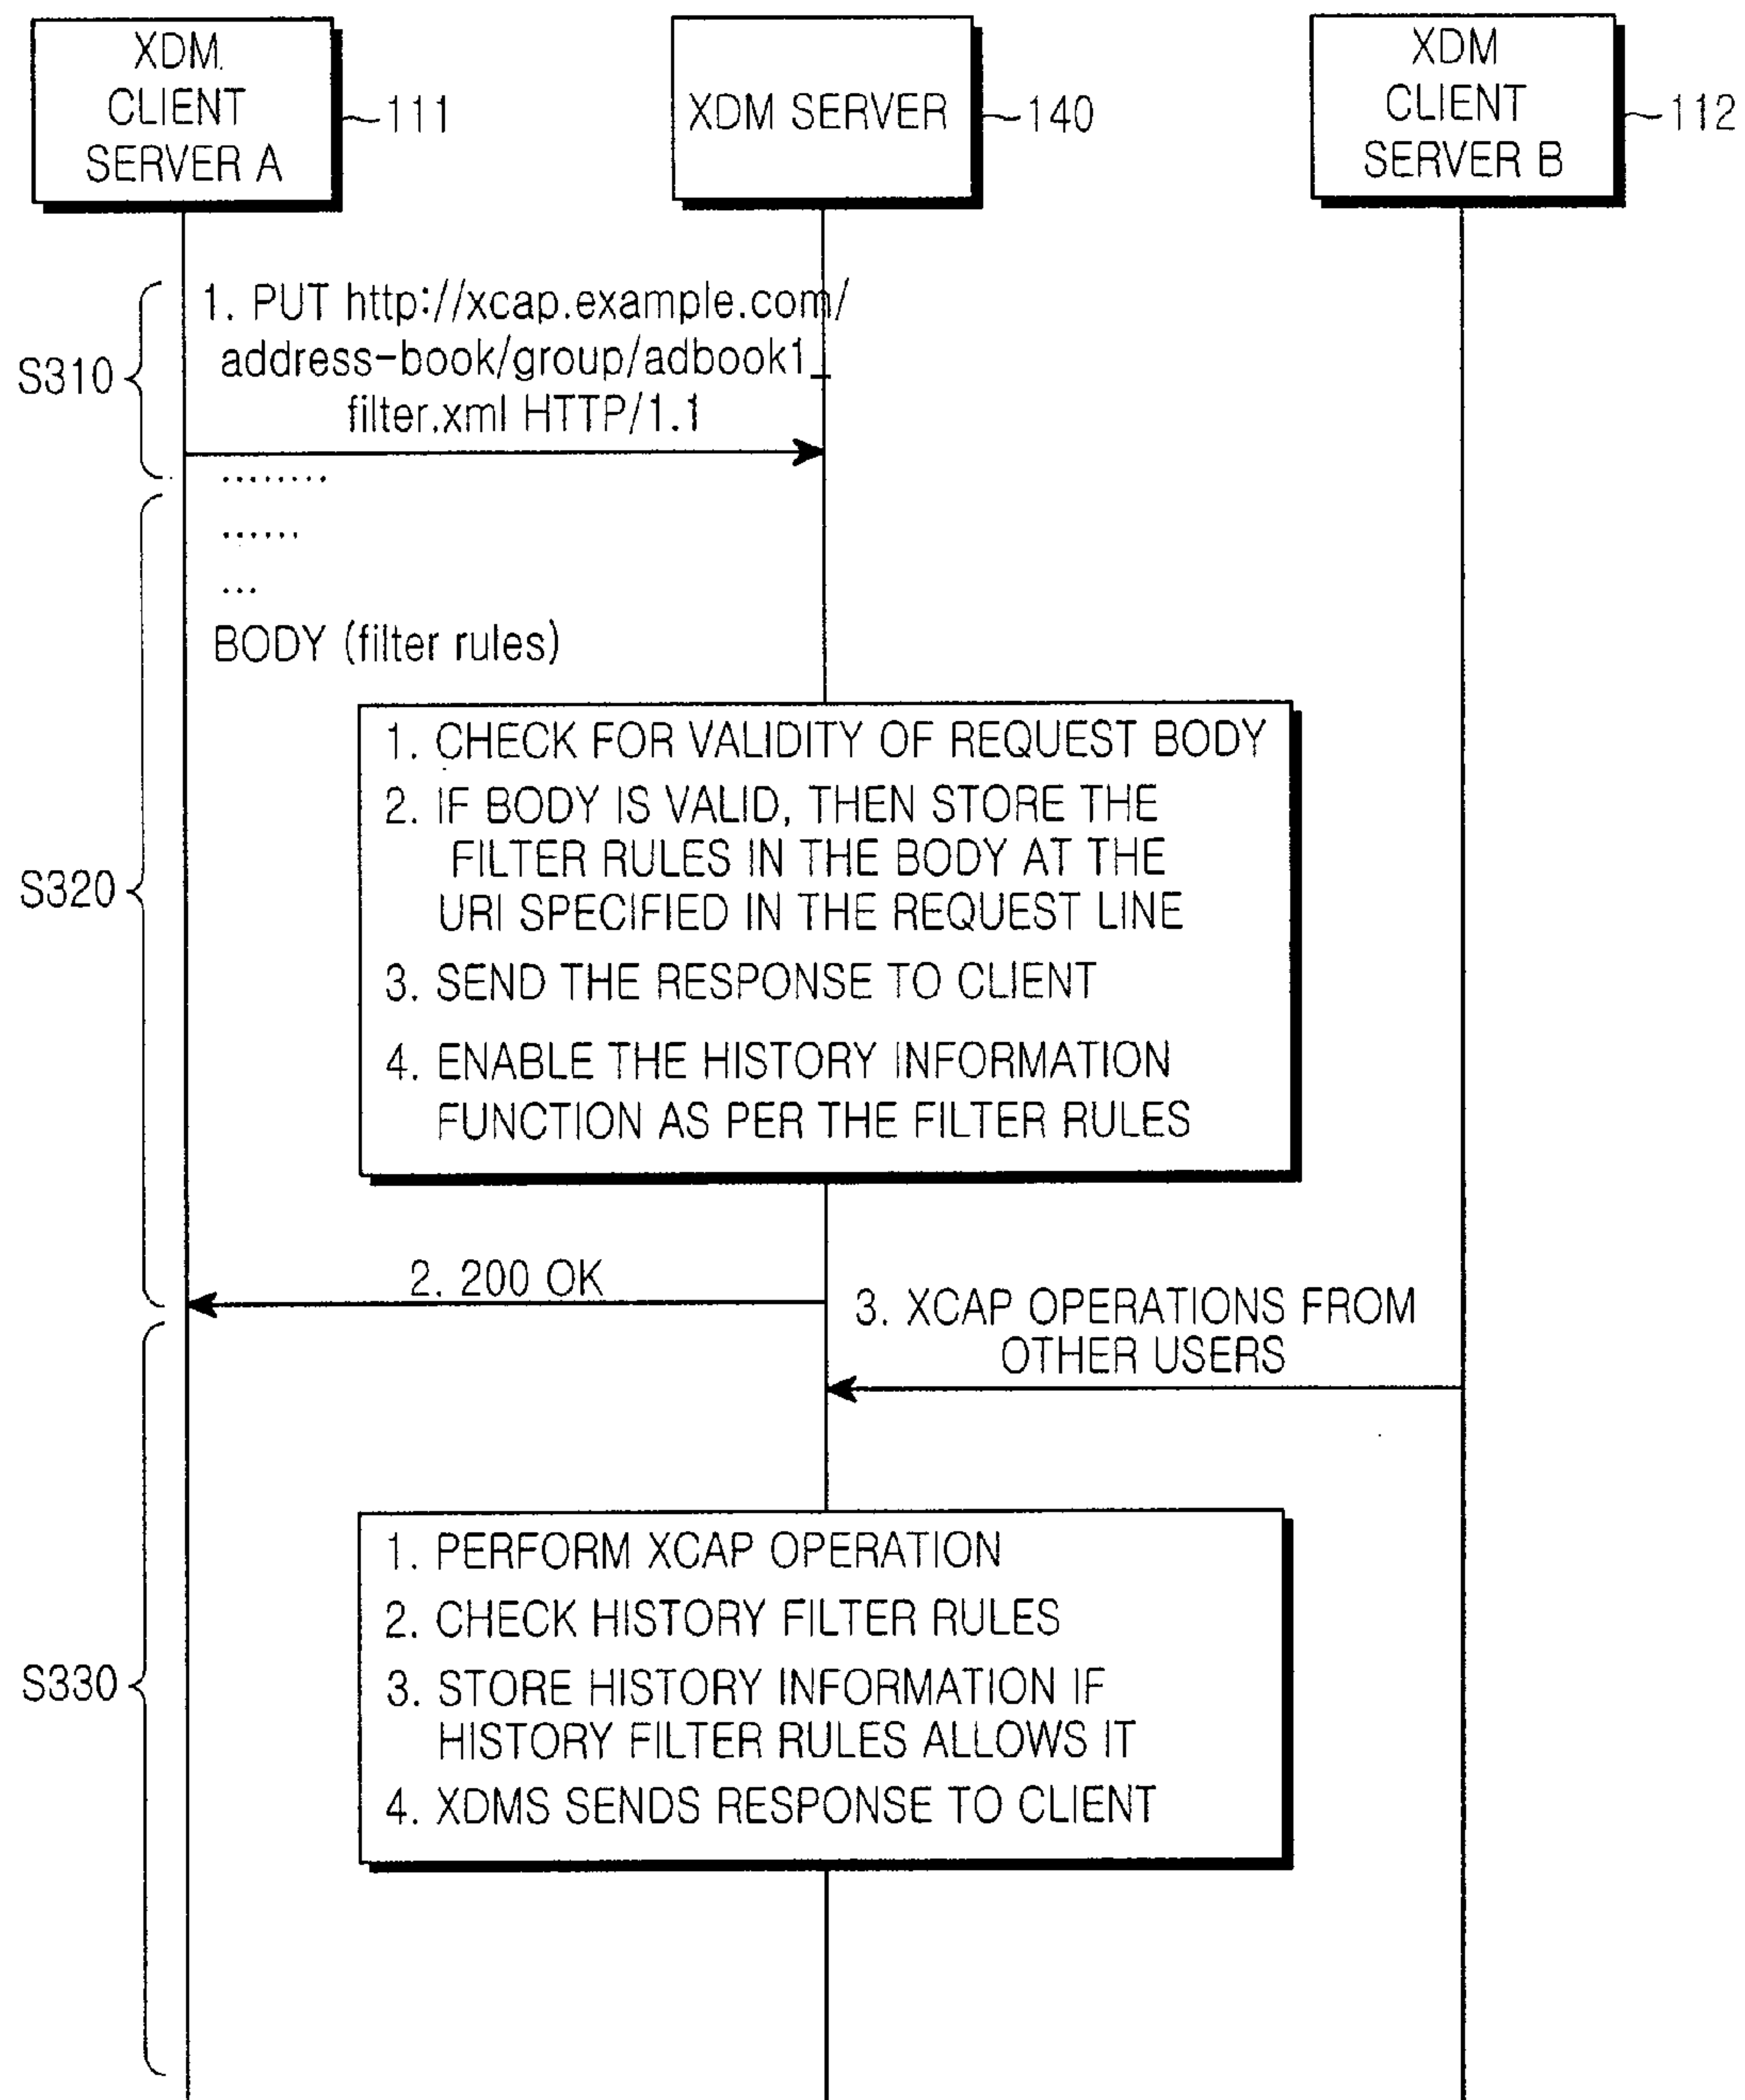 XDM.
CLIENT
SERVER A
111
XDM SERVER
140
XDM
CLIENT
SERVER B
112
S310
1. PUT http://xcap.example.com/
address-book/group/adbook1_
filter.xml HTTP/1.1
........
......
...
BODY (filter rules)
S320
1. CHECK FOR VALIDITY OF REQUEST BODY
2. IF BODY IS VALID, THEN STORE THE
FILTER RULES IN THE BODY AT THE
URI SPECIFIED IN THE REQUEST LINE
3. SEND THE RESPONSE TO CLIENT
4. ENABLE THE HISTORY INFORMATION
FUNCTION AS PER THE FILTER RULES
2. 200 OK
3. XCAP OPERATIONS FROM
OTHER USERS
S330
1. PERFORM XCAP OPERATION
2. CHECK HISTORY FILTER RULES
3. STORE HISTORY INFORMATION IF
HISTORY FILTER RULES ALLOWS IT
4. XDMS SENDS RESPONSE TO CLIENT